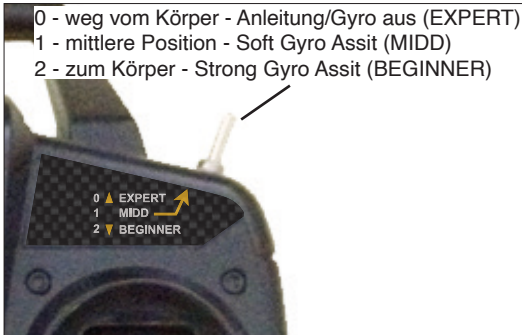 0 - weg vom Körper - Anleitung/Gyro aus (EXPERT)
1 - mittlere Position - Soft Gyro Assit (MIDD)
2 - zum Körper - Strong Gyro Assit (BEGINNER)
0 ▲ EXPERT
1 MIDD
2 ▼ BEGINNER